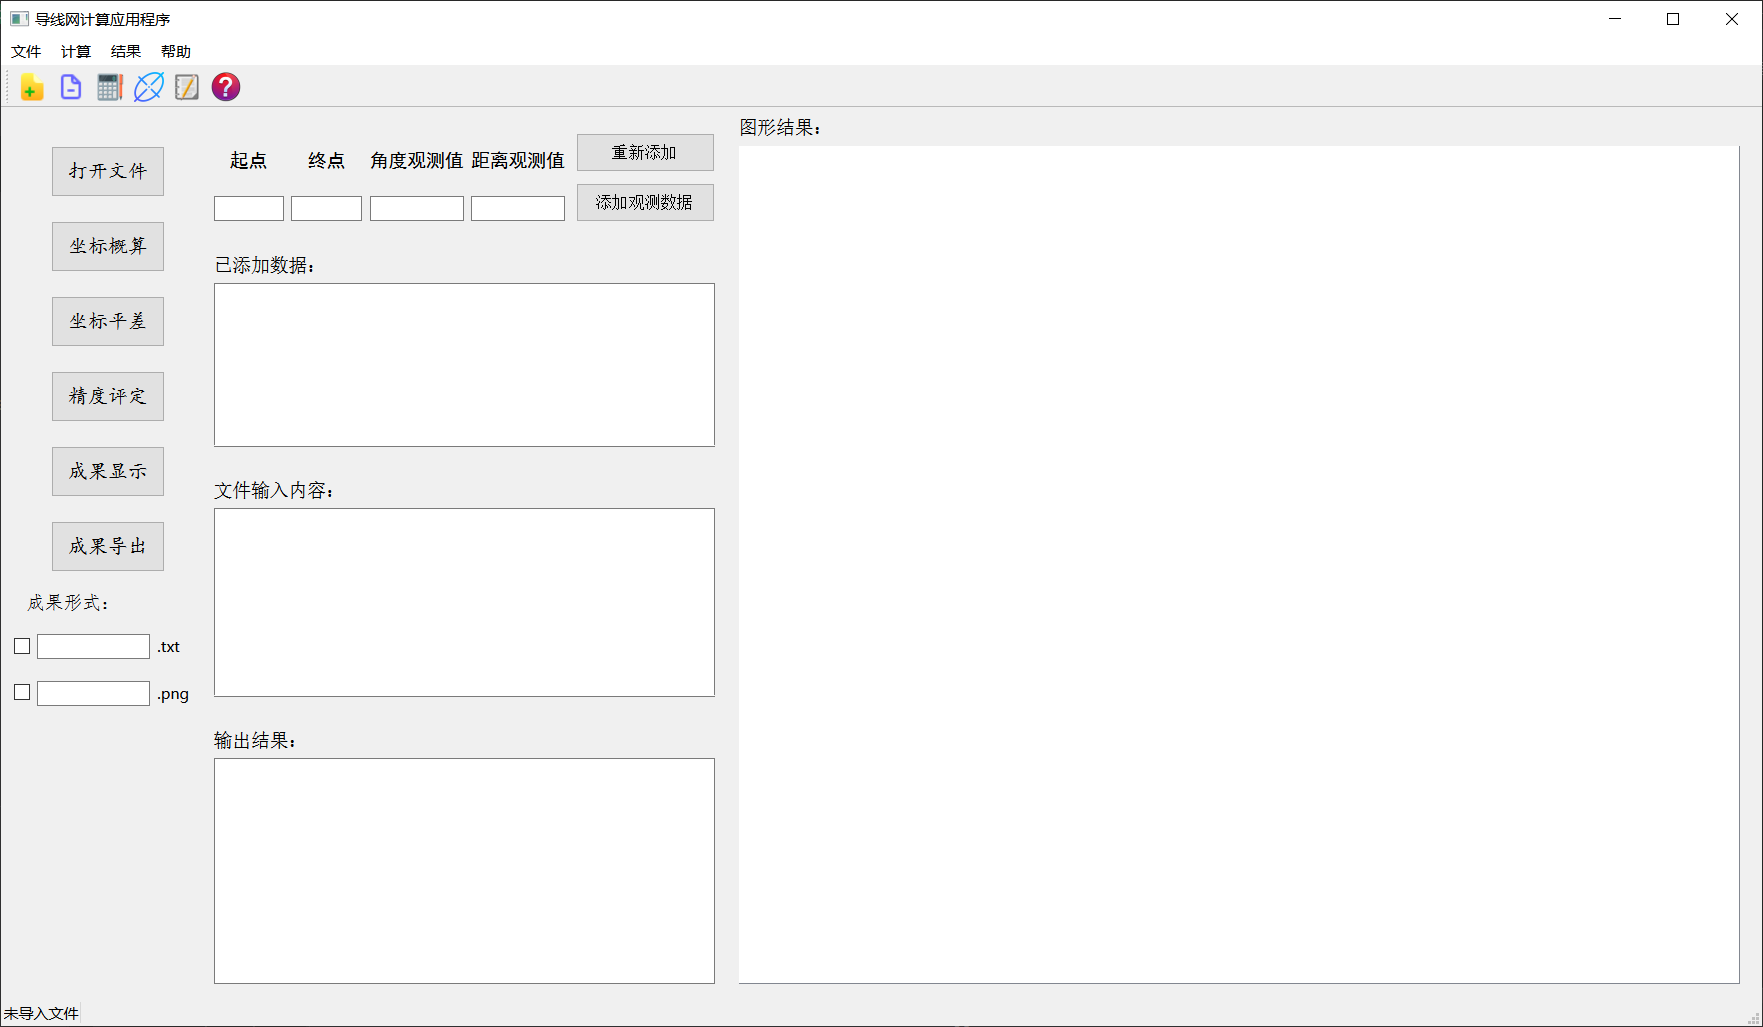 导线网计算应用程序
文件 计算 结果 帮助
打开文件
坐标概算
坐标平差
精度评定
成果显示
成果导出
成果形式：
.txt
.png
起点 终点 角度观测值 距离观测值
重新添加
添加观测数据
已添加数据：
文件输入内容：
输出结果：
图形结果：
未导入文件